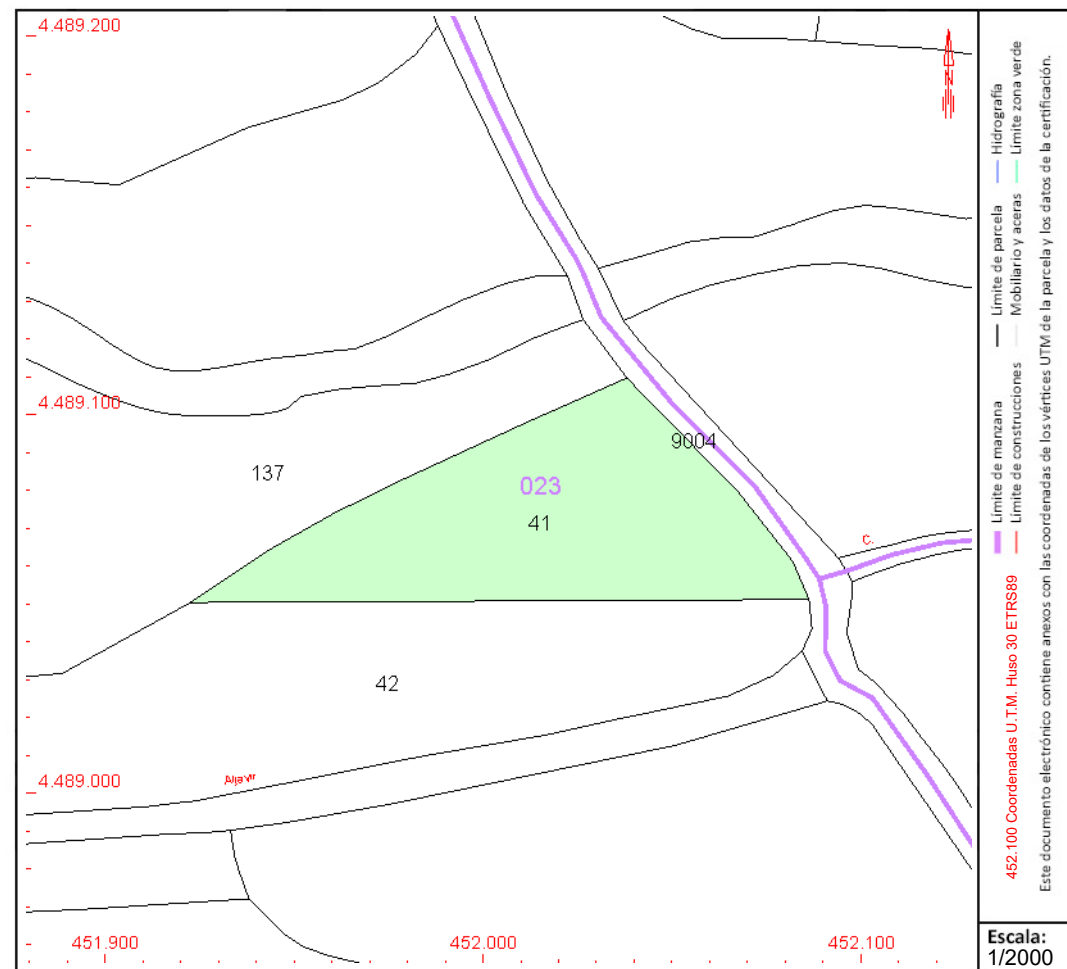 4.489.200
4.489.100
4.489.000
137
023
41
9004
42
C.
451.900
452.000
452.100
N
452.100 Coordenadas U.T.M. Huso 30 ETRS89
Límite de manzana
Límite de construcciones
Límite de parcela
Mobiliario y aceras
Hidrografía
Límite zona verde
Este documento electrónico contiene anexos con las coordenadas de los vértices UTM de la parcela y los datos de la certificación.
Escala:
1/2000